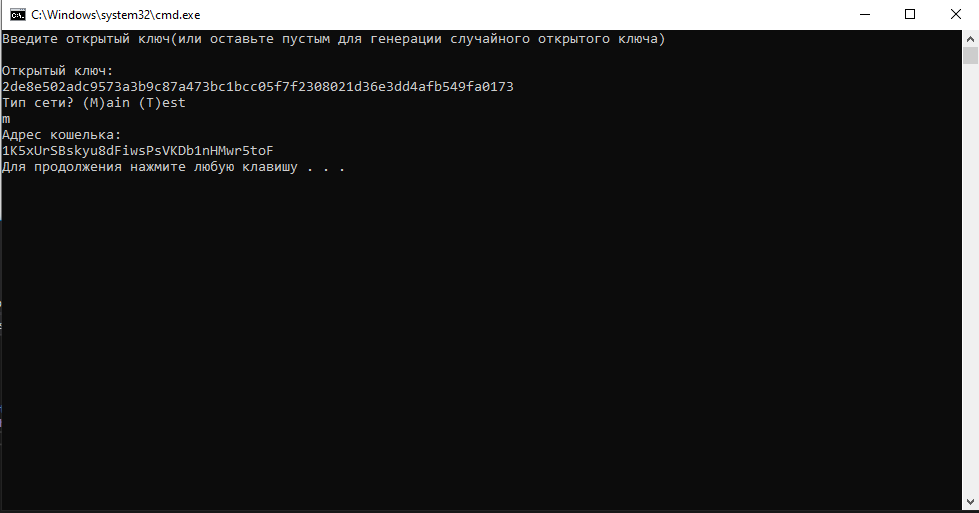 C:\Windows\system32\cmd.exe
Введите открытый ключ(или оставьте пустым для генерации случайного открытого ключа)
Открытый ключ:
2de8e502adc9573a3b9c87a473bc1bcc05f7f2308021d36e3dd4afb549fa0173
Тип сети? (M)ain (T)est
m
Адрес кошелька:
1K5xUrSBskyu8dFiwsPsVKDb1nHMwr5toF
Для продолжения нажмите любую клавишу . . .